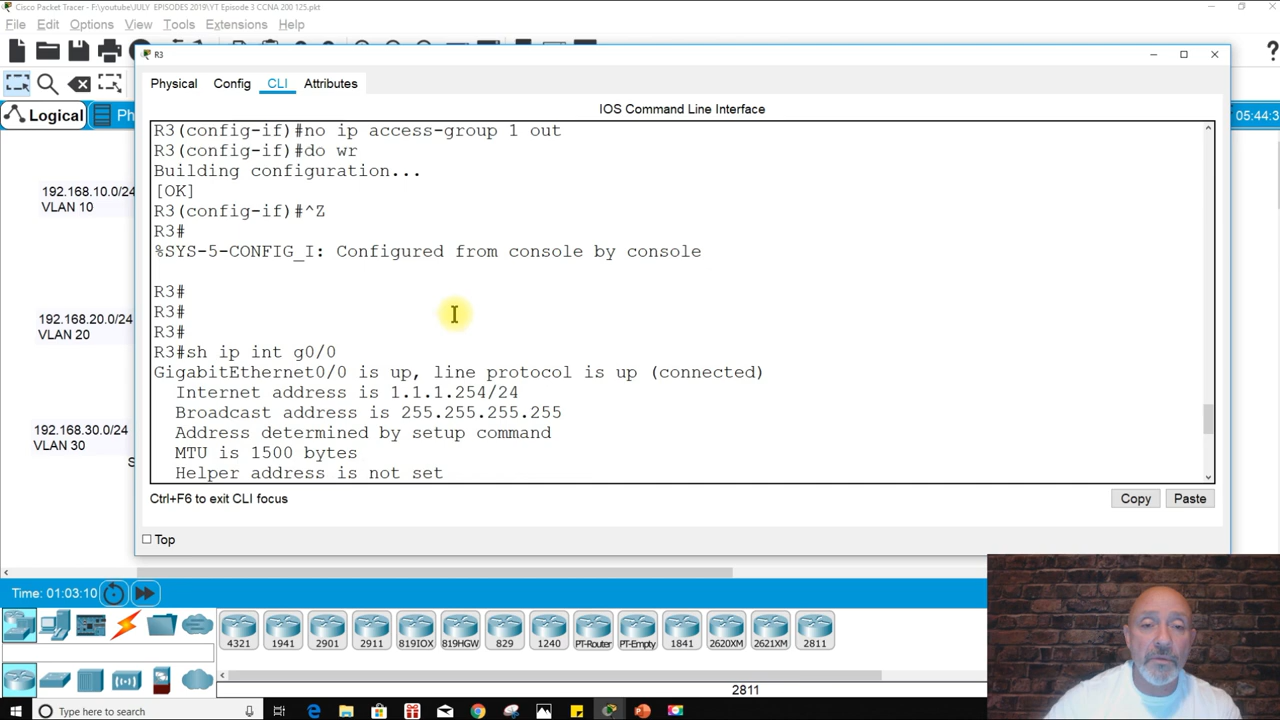 Cisco Packet Tracer - F:\youtube\JULY EPISODES 2019\YT Episode 3 CCNA 200 125.pkt
File Edit Options View Tools Extensions Help
?
R3
Physical Config CLI Attributes
Logical
Ph
05:44:3
IOS Command Line Interface
R3(config-if)#no ip access-group 1 out
R3(config-if)#do wr
Building configuration...
[OK]
R3(config-if)#^Z
R3#
%SYS-5-CONFIG_I: Configured from console by console
R3#
R3#
R3#
R3#sh ip int g0/0
GigabitEthernet0/0 is up, line protocol is up (connected)
Internet address is 1.1.1.254/24
Broadcast address is 255.255.255.255
Address determined by setup command
MTU is 1500 bytes
Helper address is not set
192.168.10.0/24
VLAN 10
192.168.20.0/24
VLAN 20
192.168.30.0/24
VLAN 30
S
Ctrl+F6 to exit CLI focus
Copy Paste
Top
Time: 01:03:10
4321 1941 2901 2911 819IOX 819HGW 829 1240 PT-Router PT-Empty 1841 2620XM 2621XM 2811
2811
Type here to search